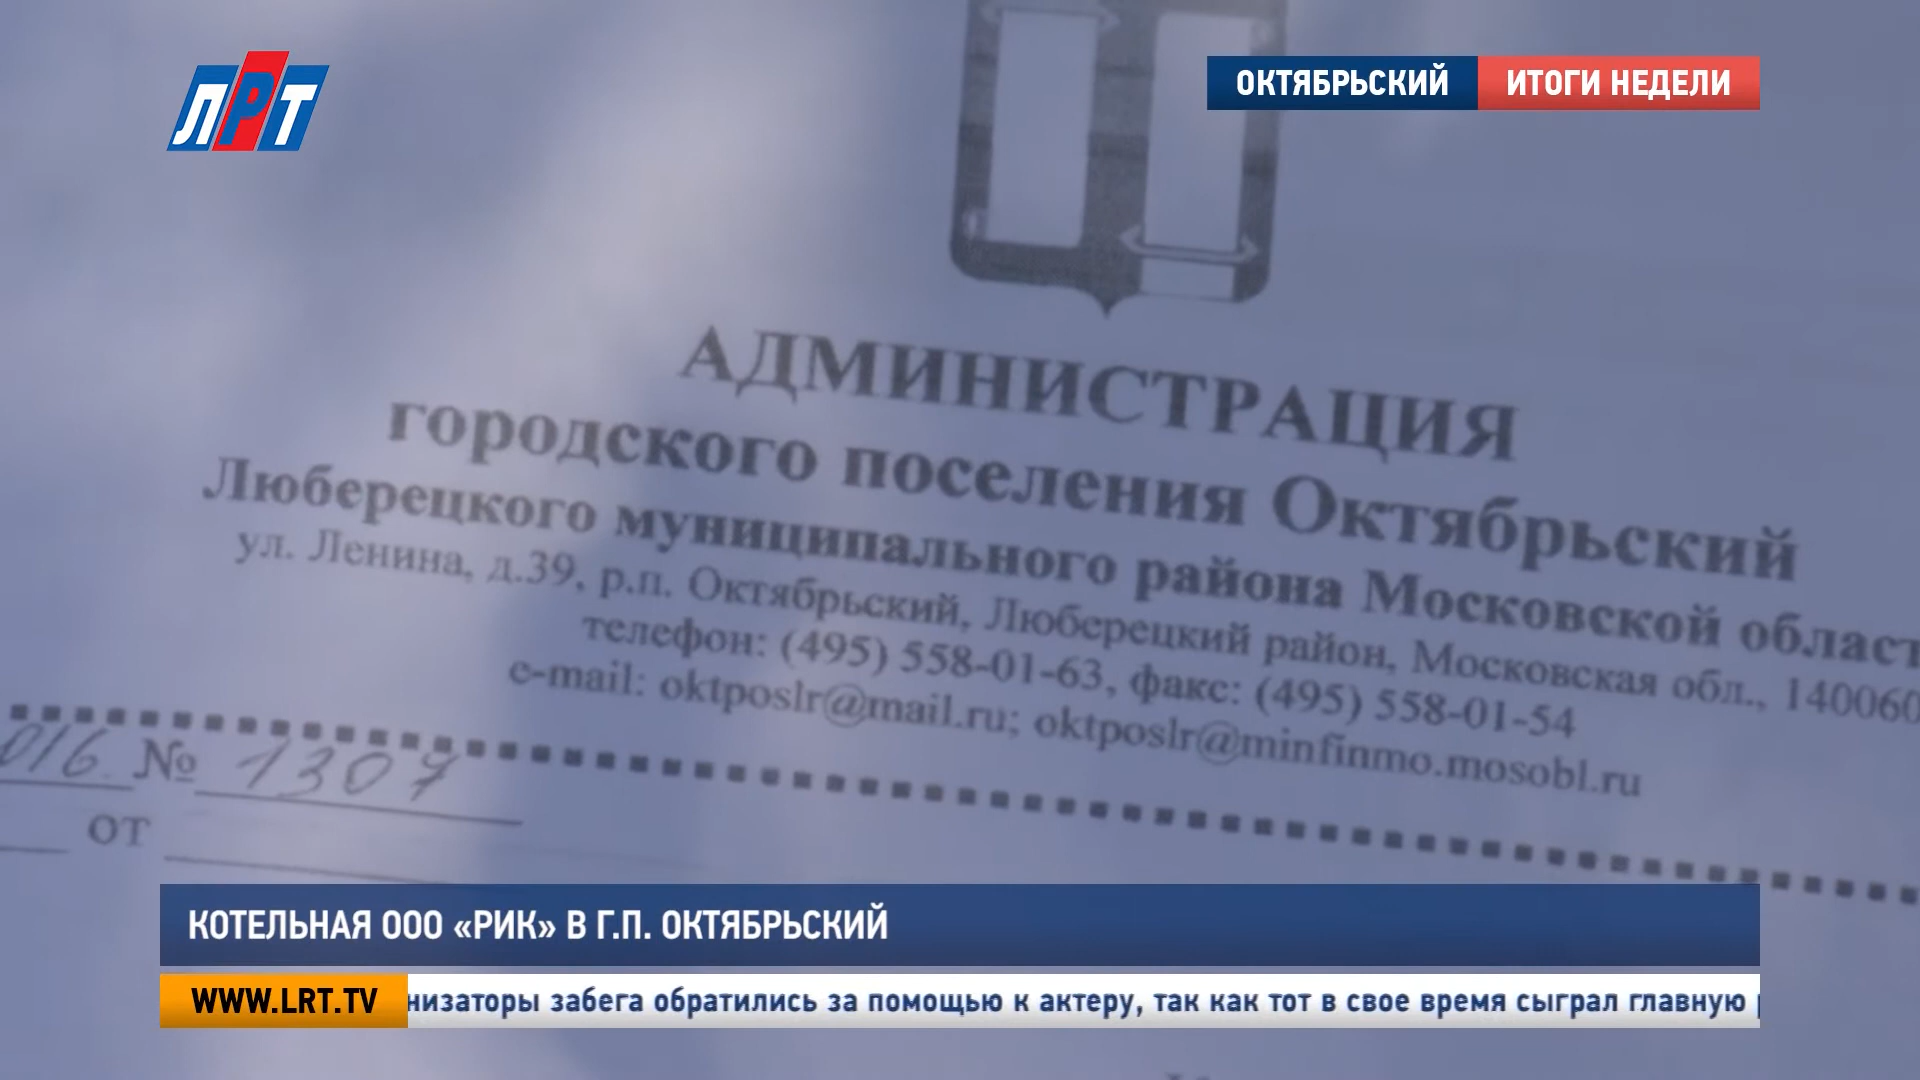 ЛРТ
ОКТЯБРЬСКИЙ ИТОГИ НЕДЕЛИ
АДМИНИСТРАЦИЯ
городского поселения Октябрьский
Люберецкого муниципального района Московской област
ул. Ленина, д.39, р.п. Октябрьский, Люберецкий район, Московская обл., 140060
телефон: (495) 558-01-63, факс: (495) 558-01-54
e-mail: oktposlr@mail.ru; oktposlr@minfinmo.mosobl.ru
016 № 1307
от
КОТЕЛЬНАЯ ООО «РИК» В Г.П. ОКТЯБРЬСКИЙ
WWW.LRT.TV низаторы забега обратились за помощью к актеру, так как тот в свое время сыграл главную